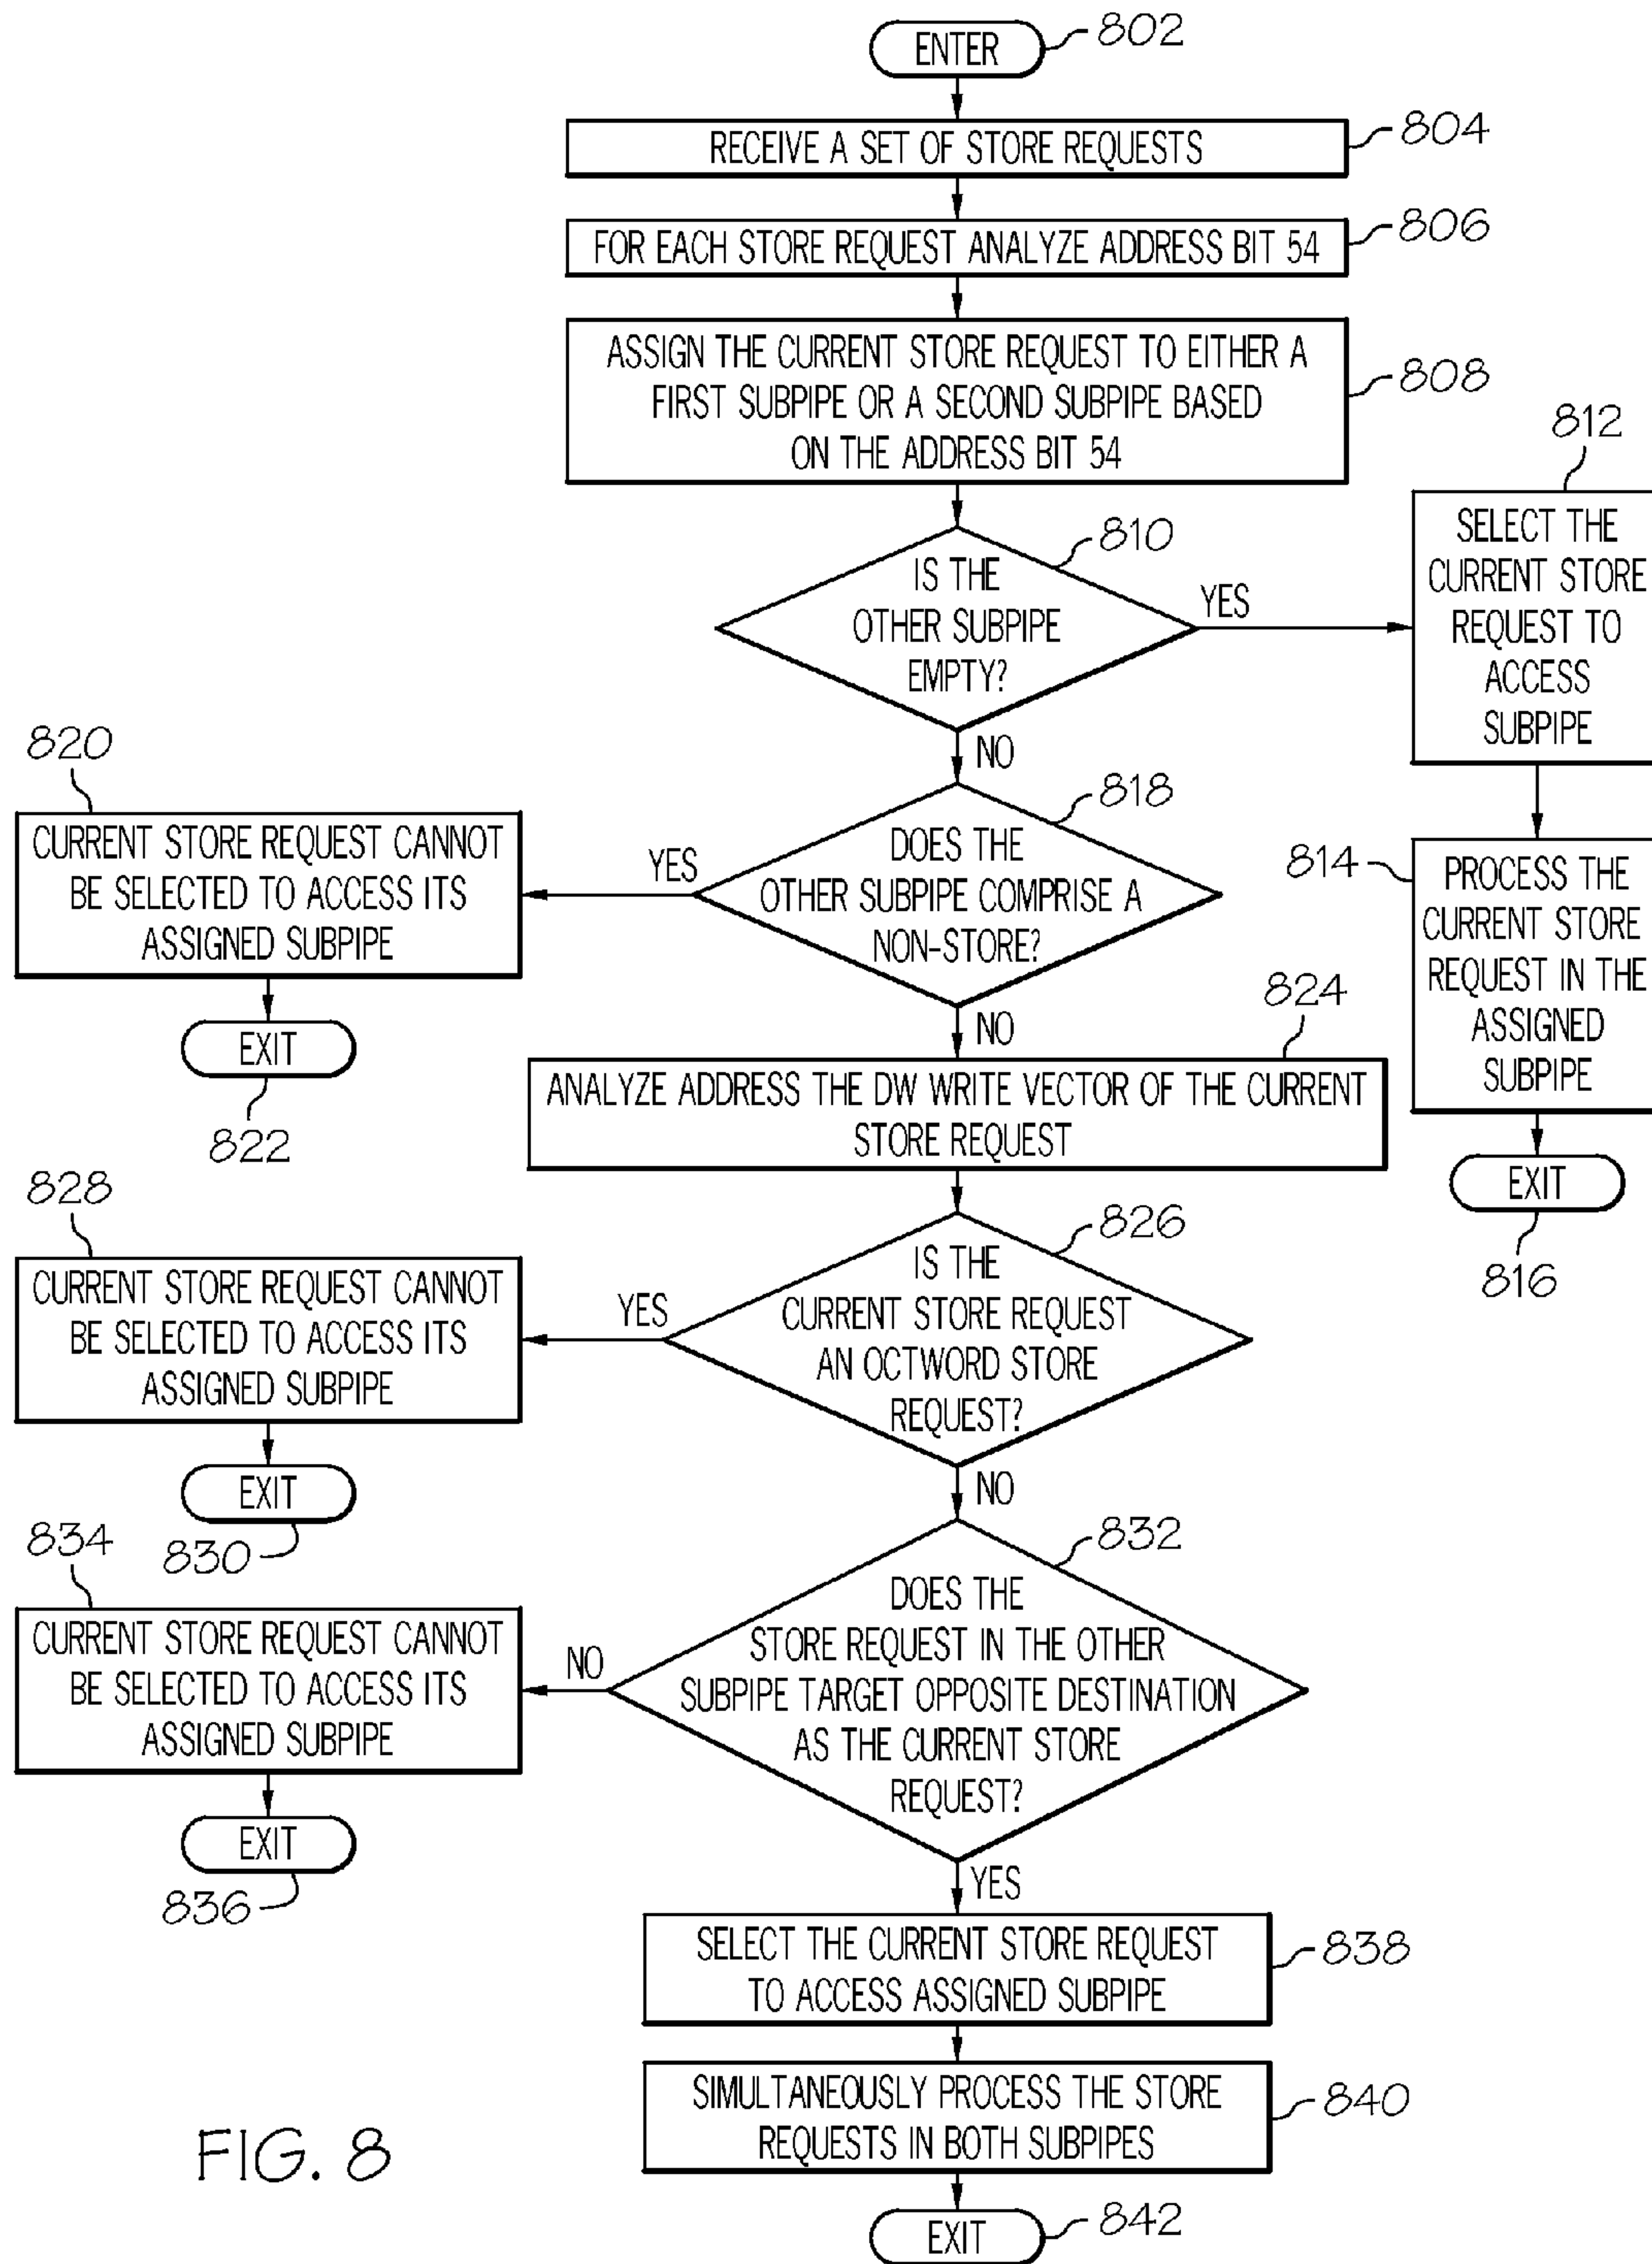 ENTER
802
RECEIVE A SET OF STORE REQUESTS
804
FOR EACH STORE REQUEST ANALYZE ADDRESS BIT 54
806
ASSIGN THE CURRENT STORE REQUEST TO EITHER A
FIRST SUBPIPE OR A SECOND SUBPIPE BASED
ON THE ADDRESS BIT 54
808
IS THE
OTHER SUBPIPE
EMPTY?
810
YES
812
SELECT THE
CURRENT STORE
REQUEST TO
ACCESS
SUBPIPE
814
PROCESS THE
CURRENT STORE
REQUEST IN THE
ASSIGNED
SUBPIPE
EXIT
816
NO
DOES THE
OTHER SUBPIPE COMPRISE A
NON-STORE?
818
YES
820
CURRENT STORE REQUEST CANNOT
BE SELECTED TO ACCESS ITS
ASSIGNED SUBPIPE
EXIT
822
NO
824
ANALYZE ADDRESS THE DW WRITE VECTOR OF THE CURRENT
STORE REQUEST
IS THE
CURRENT STORE REQUEST
AN OCTWORD STORE
REQUEST?
826
YES
828
CURRENT STORE REQUEST CANNOT
BE SELECTED TO ACCESS ITS
ASSIGNED SUBPIPE
EXIT
830
NO
DOES THE
STORE REQUEST IN THE OTHER
SUBPIPE TARGET OPPOSITE DESTINATION
AS THE CURRENT STORE
REQUEST?
832
NO
834
CURRENT STORE REQUEST CANNOT
BE SELECTED TO ACCESS ITS
ASSIGNED SUBPIPE
EXIT
836
YES
SELECT THE CURRENT STORE REQUEST
TO ACCESS ASSIGNED SUBPIPE
838
SIMULTANEOUSLY PROCESS THE STORE
REQUESTS IN BOTH SUBPIPES
840
EXIT
842
FIG. 8